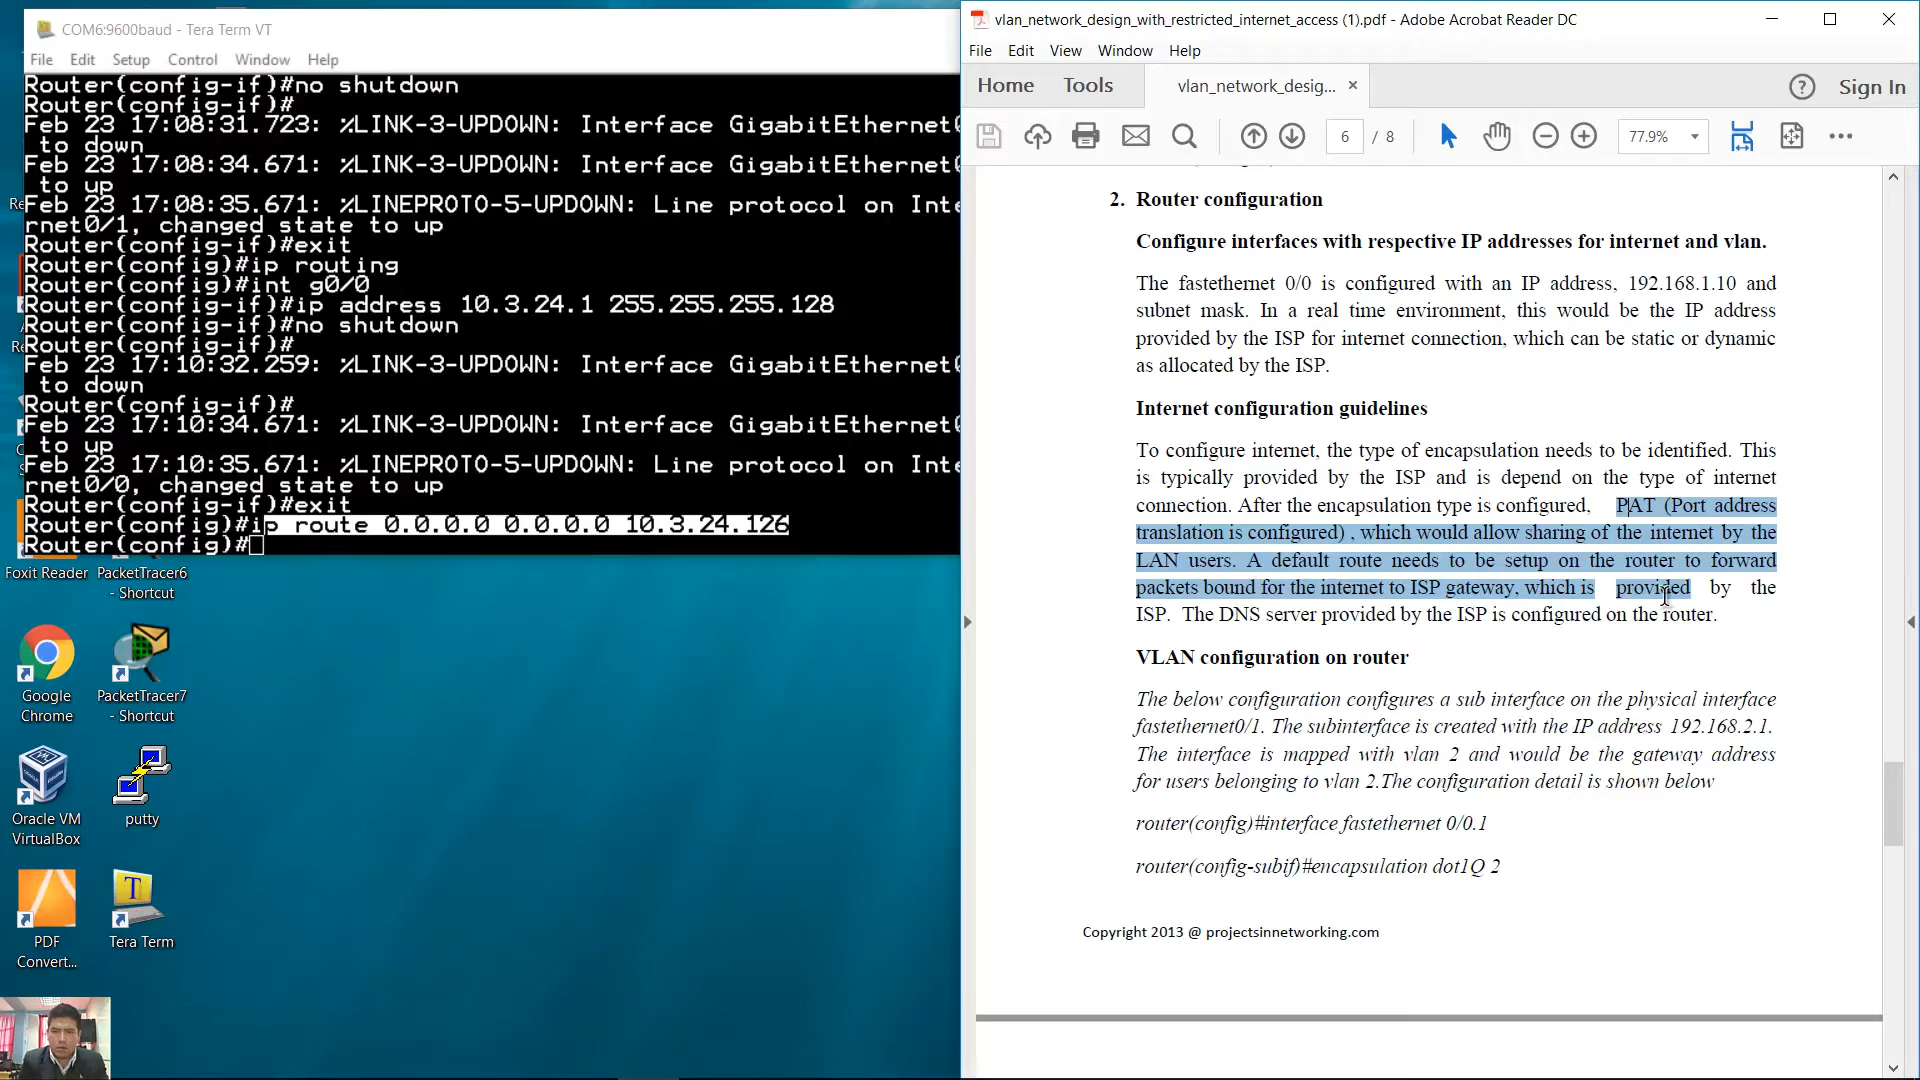 COM6:9600baud - Tera Term VT
File Edit Setup Control Window Help
Router(config-if)#no shutdown
Router(config-if)#
Feb 23 17:08:31.723: %LINK-3-UPDOWN: Interface GigabitEthernet0
 to down
Feb 23 17:08:34.671: %LINK-3-UPDOWN: Interface GigabitEthernet0
 to up
Feb 23 17:08:35.671: %LINEPROTO-5-UPDOWN: Line protocol on Inte
rnet0/1, changed state to up
Router(config-if)#exit
Router(config)#ip routing
Router(config)#int g0/0
Router(config-if)#ip address 10.3.24.1 255.255.255.128
Router(config-if)#no shutdown
Router(config-if)#
Feb 23 17:10:32.259: %LINK-3-UPDOWN: Interface GigabitEthernet0
 to down
Router(config-if)#
Feb 23 17:10:34.671: %LINK-3-UPDOWN: Interface GigabitEthernet0
 to up
Feb 23 17:10:35.671: %LINEPROTO-5-UPDOWN: Line protocol on Inte
rnet0/0, changed state to up
Router(config-if)#exit
Router(config)#ip route 0.0.0.0 0.0.0.0 10.3.24.126
Router(config)#
Foxit Reader
PacketTracer6
- Shortcut
Google
Chrome
PacketTracer7
- Shortcut
Oracle VM
VirtualBox
putty
PDF
Convert...
Tera Term
vlan_network_design_with_restricted_internet_access (1).pdf - Adobe Acrobat Reader DC
File Edit View Window Help
Home Tools vlan_network_desig... × Sign In
6 / 8 77.9%
2. Router configuration
Configure interfaces with respective IP addresses for internet and vlan.
The fastethernet 0/0 is configured with an IP address, 192.168.1.10 and
subnet mask. In a real time environment, this would be the IP address
provided by the ISP for internet connection, which can be static or dynamic
as allocated by the ISP.
Internet configuration guidelines
To configure internet, the type of encapsulation needs to be identified. This
is typically provided by the ISP and is depend on the type of internet
connection. After the encapsulation type is configured, PAT (Port address
translation is configured) , which would allow sharing of the internet by the
LAN users. A default route needs to be setup on the router to forward
packets bound for the internet to ISP gateway, which is provided by the
ISP. The DNS server provided by the ISP is configured on the router.
VLAN configuration on router
The below configuration configures a sub interface on the physical interface
fastethernet0/1. The subinterface is created with the IP address 192.168.2.1.
The interface is mapped with vlan 2 and would be the gateway address
for users belonging to vlan 2.The configuration detail is shown below
router(config)#interface fastethernet 0/0.1
router(config-subif)#encapsulation dot1Q 2
Copyright 2013 @ projectsinnetworking.com